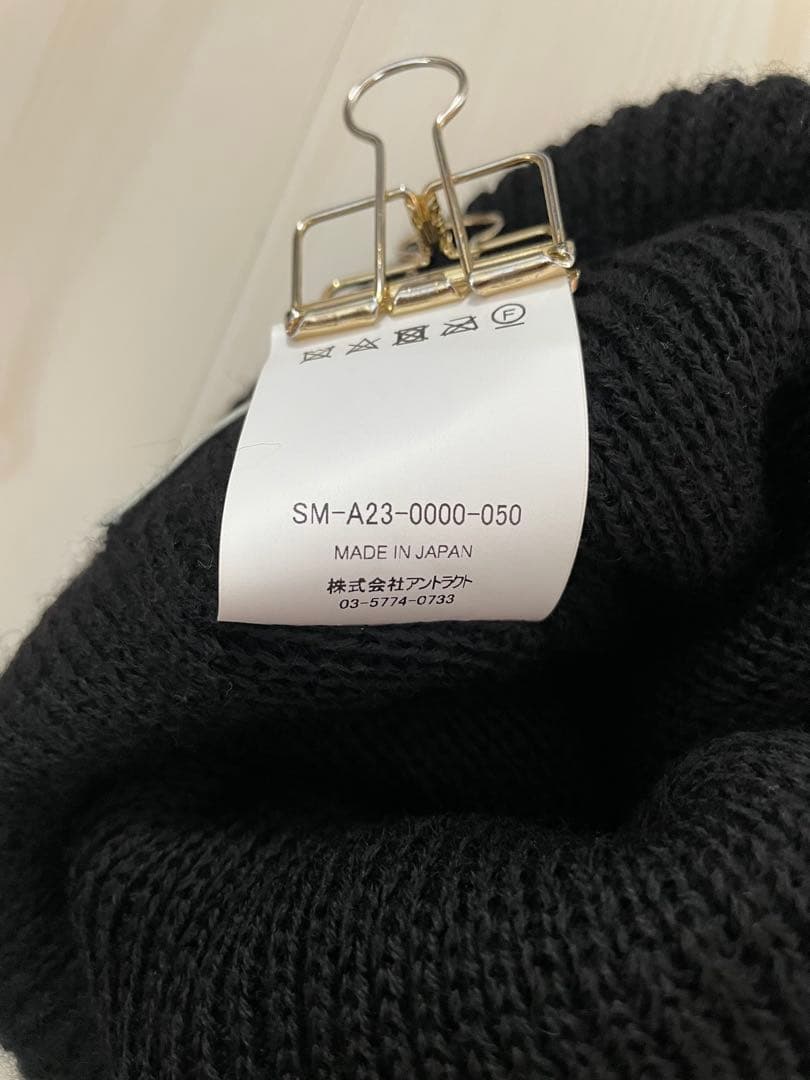 F
SM-A23-0000-050
MADE IN JAPAN
株式会社アントラクト
03-5774-0733